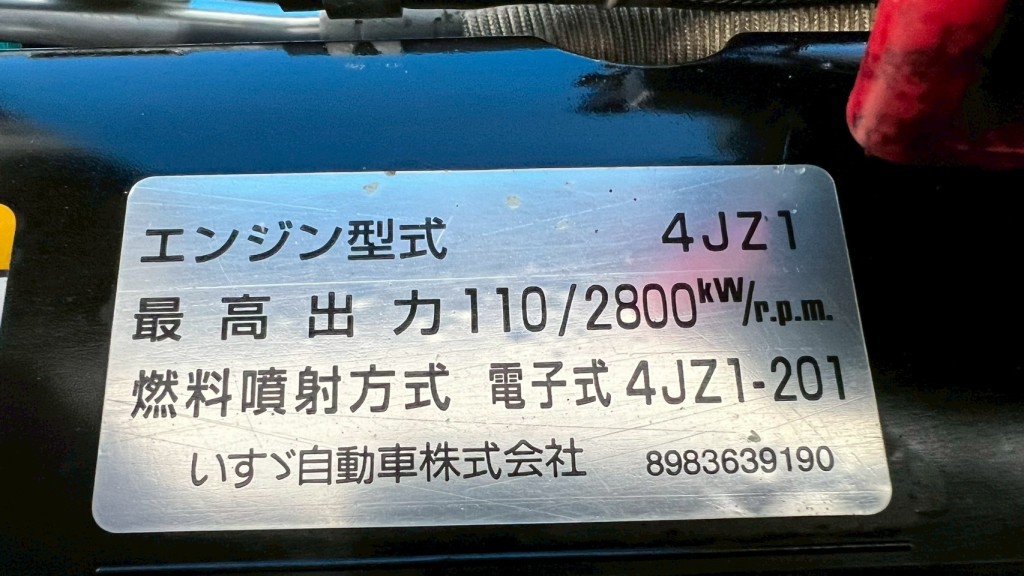 エンジン型式 4JZ1
最高出力 110/2800kW/r.p.m.
燃料噴射方式 電子式 4JZ1-201
いすゞ自動車株式会社 8983639190